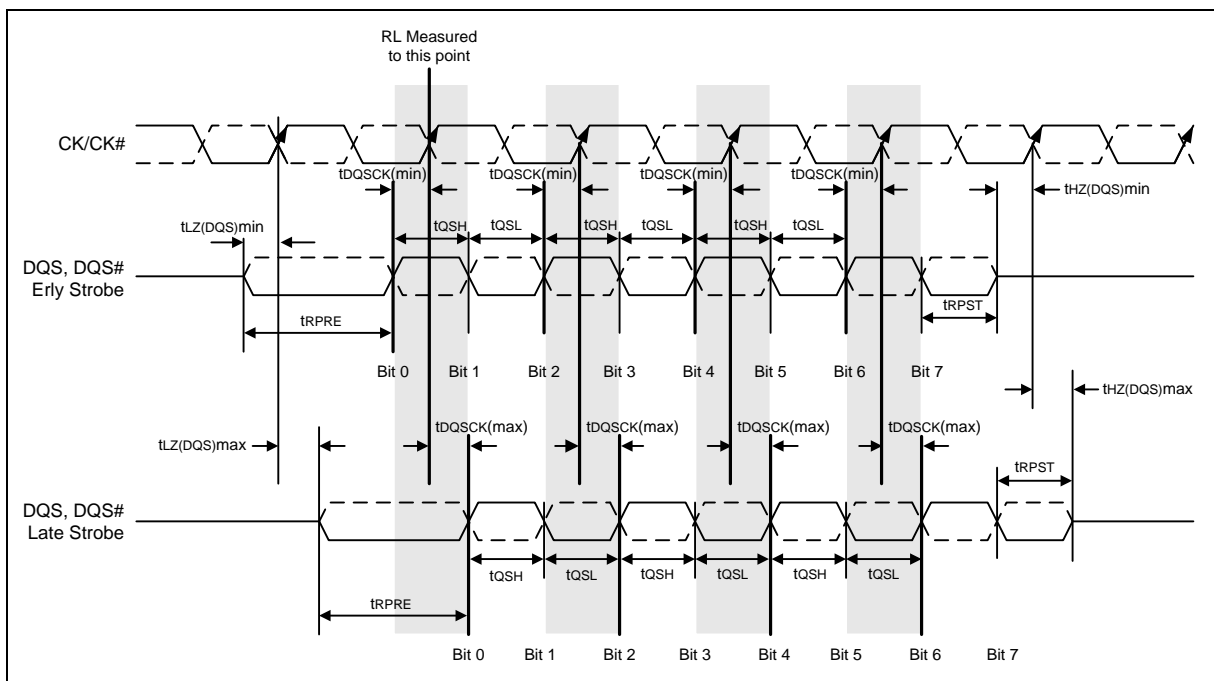 RL Measured
to this point
CK/CK#
tDQSCK(min) tDQSCK(min) tDQSCK(min) tDQSCK(min)
tHZ(DQS)min
tLZ(DQS)min
tQSH tQSL tQSH tQSL tQSH tQSL
DQS, DQS#
Erly Strobe
tRPRE
tRPST
Bit 0 Bit 1 Bit 2 Bit 3 Bit 4 Bit 5 Bit 6 Bit 7
tHZ(DQS)max
tLZ(DQS)max
tDQSCK(max) tDQSCK(max) tDQSCK(max) tDQSCK(max)
tRPST
DQS, DQS#
Late Strobe
tQSH tQSL tQSH tQSL tQSH tQSL
tRPRE
Bit 0 Bit 1 Bit 2 Bit 3 Bit 4 Bit 5 Bit 6 Bit 7